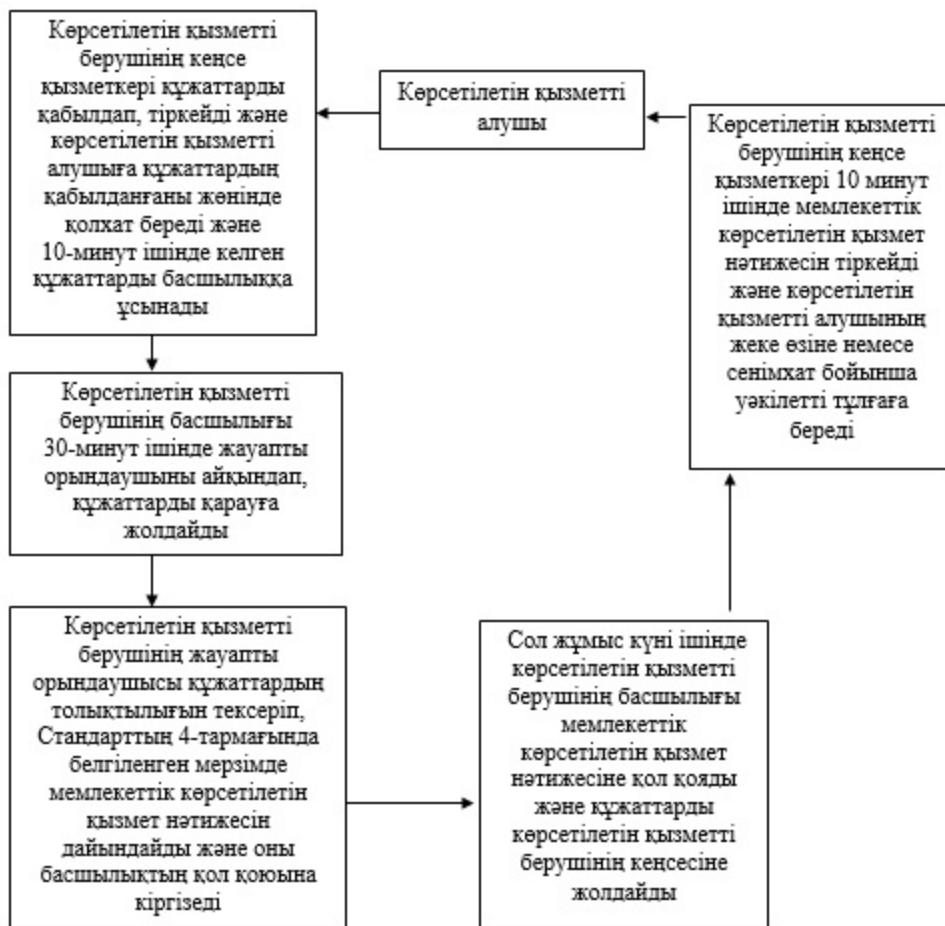 Көрсетілетін қызметті
берушінің кеңсе
қызметкері құжаттарды
қабылдап, тіркейді және
көрсетілетін қызметті
алушыға құжаттардың
қабылданғаны жөнінде
қолхат береді және
10-минут ішінде келген
құжаттарды басшылыққа
ұсынады
Көрсетілетін қызметті
алушы
Көрсетілетін қызметті
берушінің кеңсе
қызметкері 10 минут
ішінде мемлекеттік
көрсетілетін қызмет
нәтижесін тіркейді
және көрсетілетін
қызметті алушының
жеке өзіне немесе
сенімхат бойынша
уәкілетті тұлғаға
береді
Көрсетілетін қызметті
берушінің басшылығы
30-минут ішінде жауапты
орындаушыны айқындап,
құжаттарды қарауға
жолдайды
Көрсетілетін қызметті
берушінің жауапты
орындаушысы құжаттардың
толықтылығын тексеріп,
Стандарттың 4-тармағында
белгіленген мерзімде
мемлекеттік көрсетілетін
қызмет нәтижесін
дайындайды және оны
басшылықтың қол қоюына
кіргізеді
Сол жұмыс күні ішінде
көрсетілетін қызметті
берушінің басшылығы
мемлекеттік
көрсетілетін қызмет
нәтижесіне қол қояды
және құжаттарды
көрсетілетін қызметті
берушінің кеңсесіне
жолдайды